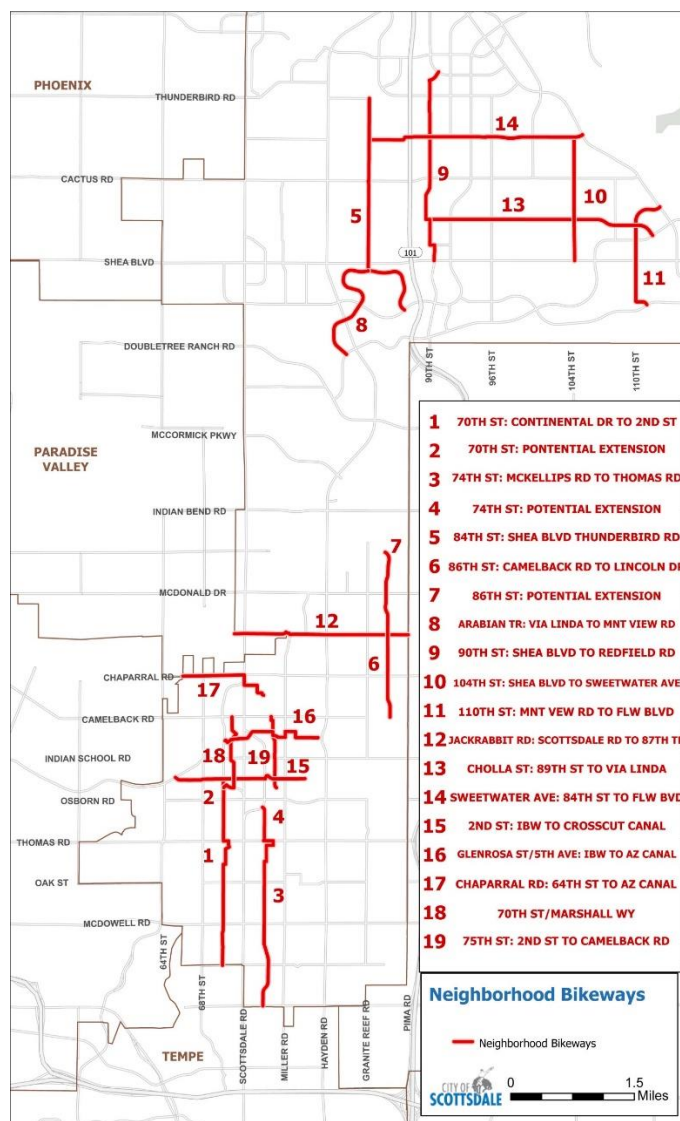 PHOENIX
THUNDERBIRD RD
14
CACTUS RD
9
5
13
10
SHEA BLVD
101
11
8
DOUBLETREE RANCH RD
90TH ST
96TH ST
104TH ST
110TH ST
MCCORMICK PKWY
PARADISE
VALLEY
INDIAN BEND RD
7
MCDONALD DR
12
6
CHAPARRAL RD
17
CAMELBACK RD
16
18
19
INDIAN SCHOOL RD
15
OSBORN RD
2
4
THOMAS RD
1
OAK ST
3
MCDOWELL RD
64TH ST
68TH ST
SCOTTSDALE RD
MILLER RD
HAYDEN RD
GRANITE REEF RD
PIMA RD
TEMPE
1 70TH ST: CONTINENTAL DR TO 2ND ST
2 70TH ST: PONTENTIAL EXTENSION
3 74TH ST: MCKELLIPS RD TO THOMAS RD
4 74TH ST: POTENTIAL EXTENSION
5 84TH ST: SHEA BLVD THUNDERBIRD RD
6 86TH ST: CAMELBACK RD TO LINCOLN DR
7 86TH ST: POTENTIAL EXTENSION
8 ARABIAN TR: VIA LINDA TO MNT VIEW RD
9 90TH ST: SHEA BLVD TO REDFIELD RD
10 104TH ST: SHEA BLVD TO SWEETWATER AVE
11 110TH ST: MNT VEW RD TO FLW BLVD
12 JACKRABBIT RD: SCOTTSDALE RD TO 87TH TE
13 CHOLLA ST: 89TH ST TO VIA LINDA
14 SWEETWATER AVE: 84TH ST TO FLW BVD
15 2ND ST: IBW TO CROSSCUT CANAL
16 GLENROSA ST/5TH AVE: IBW TO AZ CANAL
17 CHAPARRAL RD: 64TH ST TO AZ CANAL
18 70TH ST/MARSHALL WY
19 75TH ST: 2ND ST TO CAMELBACK RD
Neighborhood Bikeways
Neighborhood Bikeways
CITY OF
SCOTTSDALE
0 1.5
Miles